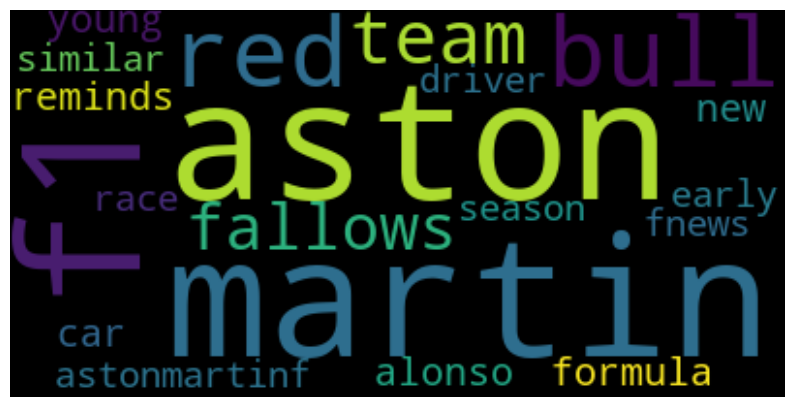 young
similar
reminds
red
team
bull
driver
new
aston
f1
race
fallows
season
early
fnews
martin
car
astonmartinf
alonso
formula